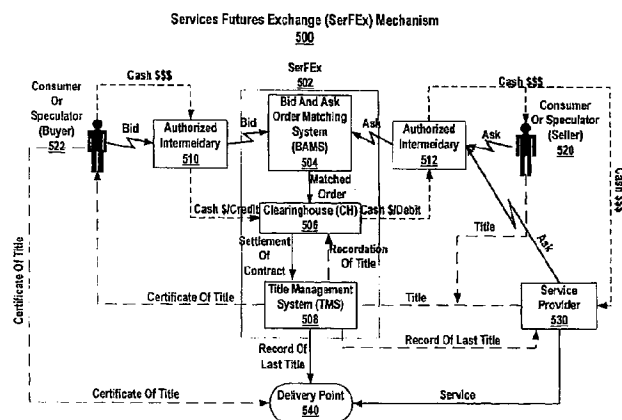 Services Futures Exchange (SerFEx) Mechanism
500
SerFEx
502
Cash $$$
Cash $$$
Consumer
Or
Speculator
(Buyer)
522
Bid
Authorized
Intermeidary
510
Bid
Bid And Ask
Order Matching
System
(BAMS)
504
Ask
Authorized
Intermediary
512
Ask
Consumer
Or Speculator
(Seller)
520
Matched
Order
Cash $/Credit
Clearinghouse (CH)
506
Cash $/Debit
Cash $$$
Title
Ask
Settlement
Of
Contract
Recordation
Of Title
Certificate Of Title
Certificate Of Title
Title Management
System (TMS)
508
Title
Service
Provider
530
Record Of Last Title
Record Of
Last Title
Certificate Of Title
Delivery Point
540
Service